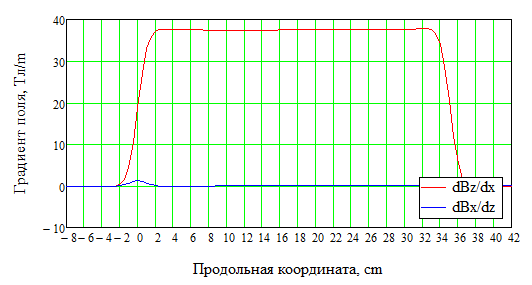 Градиент поля, Тл/m
40
30
20
10
0
– 10
– 8 – 6 – 4 – 2 0 2 4 6 8 10 12 14 16 18 20 22 24 26 28 30 32 34 36 38 40 42
dBz/dx
dBx/dz
Продольная координата, cm